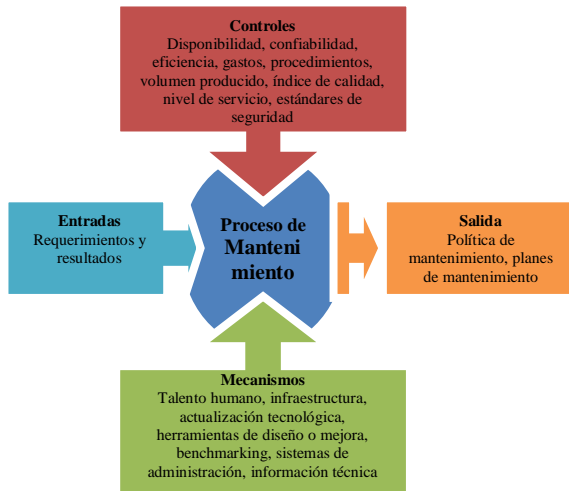 Controles
Disponibilidad, confiabilidad,
eficiencia, gastos, procedimientos,
volumen producido, índice de calidad,
nivel de servicio, estándares de
seguridad
Entradas
Requerimientos y
resultados
Proceso de
Manteni
miento
Salida
Política de
mantenimiento, planes
de mantenimiento
Mecanismos
Talento humano, infraestructura,
actualización tecnológica,
herramientas de diseño o mejora,
benchmarking, sistemas de
administración, información técnica